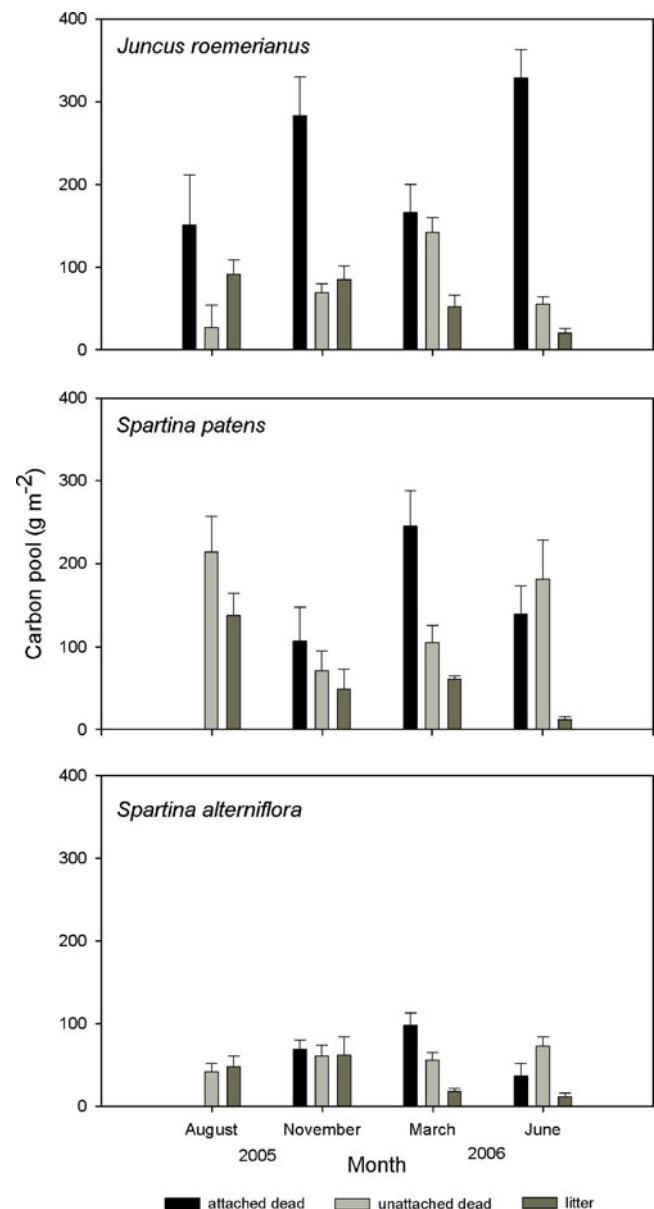 400
Juncus roemerianus
300
200
100
0
400
Spartina patens
300
200
100
0
Carbon pool (g m⁻²)
400
Spartina alterniflora
300
200
100
0
August November March June
2005 2006
Month
attached dead unattached dead litter